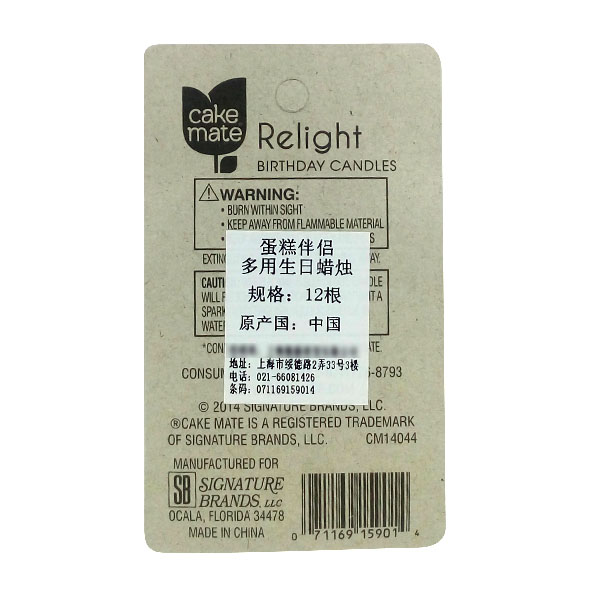 cake
mate
Relight
BIRTHDAY CANDLES
WARNING:
• BURN WITHIN SIGHT
• KEEP AWAY FROM FLAMMABLE MATERIAL
蛋糕伴侣
多用生日蜡烛
规格：12根
原产国：中国
地址：上海市绥德路2弄33号3楼
电话：021-66081426
条码：071169159014
-8793
© 2014 SIGNATURE BRANDS, LLC.
®CAKE MATE IS A REGISTERED TRADEMARK
OF SIGNATURE BRANDS, LLC. CM14044
MANUFACTURED FOR
SB SIGNATURE
BRANDS, LLC
OCALA, FLORIDA 34478
MADE IN CHINA
0 71169 15901 4